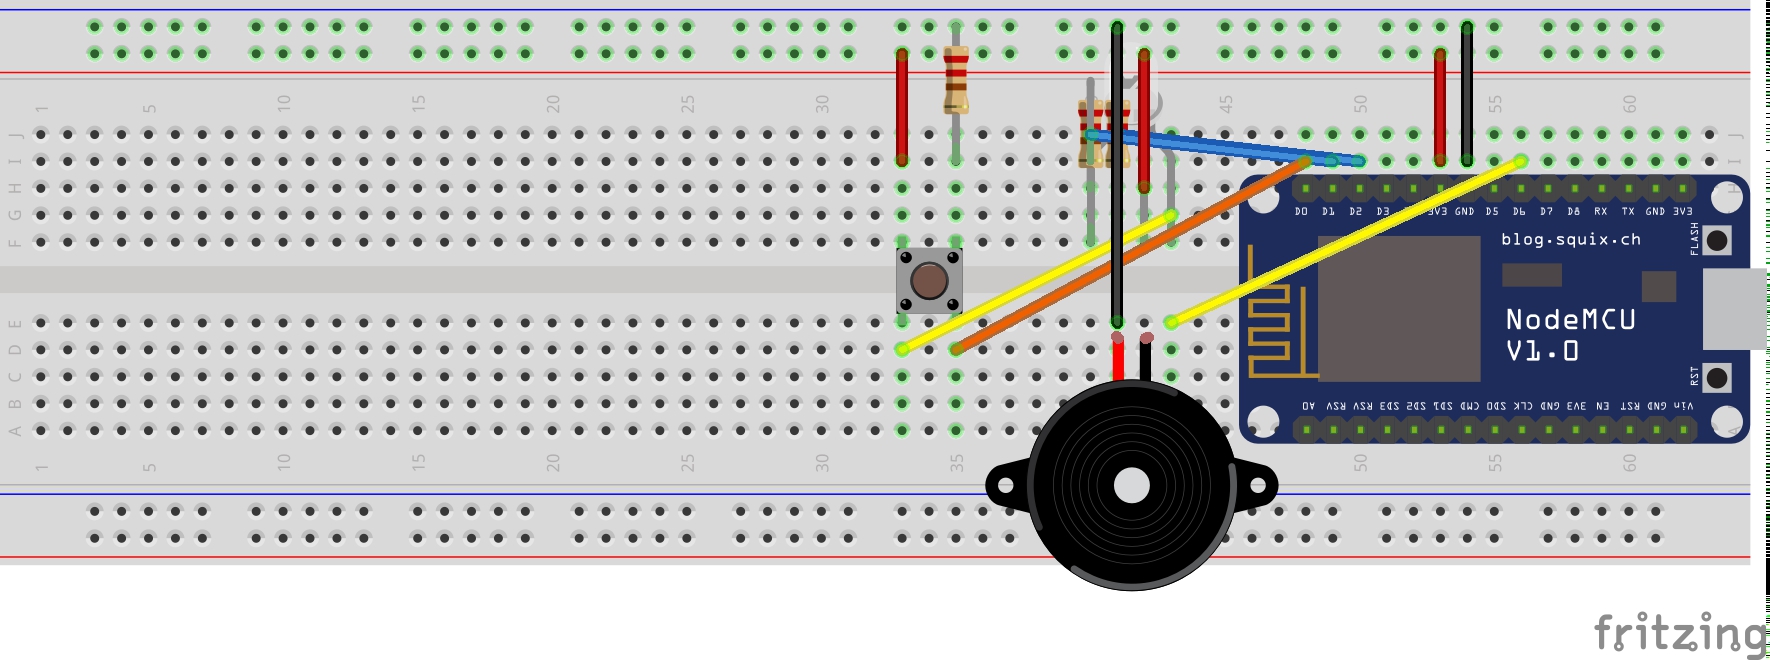 1 5 10 15 20 25 30 45 50 55 60
J J
I I
H H
G
F
D0 D1 D2 D3 3V3 GND D5 D6 D7 D8 RX TX GND 3V3
blog.squix.ch
FLASH
NodeMCU
V1.0
RST
E
D
C
B
A A
A0 RSV RSV SD3 SD2 SD1 CMD SD0 CLK GND 3V3 EN RST GND Vin
1 5 10 15 20 25 30 35 50 55 60
fritzing